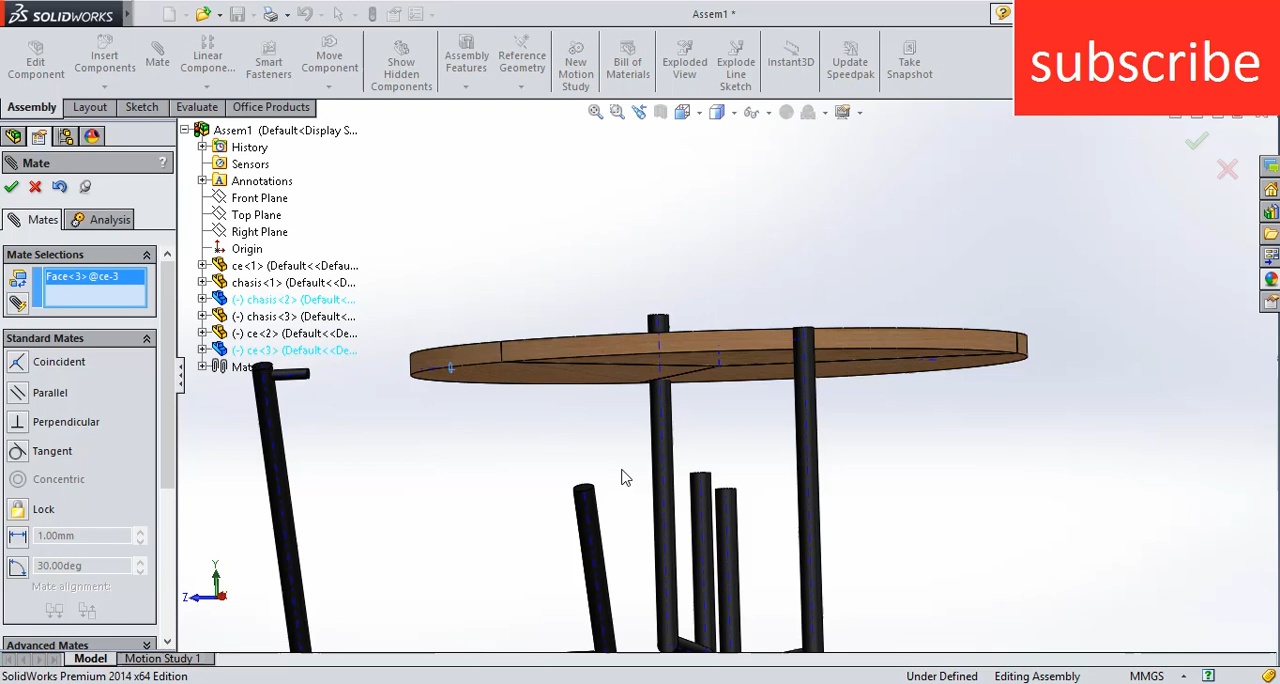 SOLIDWORKS
Assem1 *
subscribe
Edit Component
Insert Components
Mate
Linear Compone...
Smart Fasteners
Move Component
Show Hidden Components
Assembly Features
Reference Geometry
New Motion Study
Bill of Materials
Exploded View
Explode Line Sketch
Instant3D
Update Speedpak
Take Snapshot
Assembly
Layout
Sketch
Evaluate
Office Products
Mate
?
Mates
Analysis
Mate Selections
Face<3>@ce-3
Standard Mates
Coincident
Parallel
Perpendicular
Tangent
Concentric
Lock
1.00mm
30.00deg
Mate alignment:
Advanced Mates
Assem1 (Default<Display S...
History
Sensors
Annotations
Front Plane
Top Plane
Right Plane
Origin
ce<1> (Default<<Defau...
chasis<1> (Default<<D...
(-) chasis<2> (Default<...
(-) chasis<3> (Default<...
(-) ce<2> (Default<<De...
(-) ce<3> (Default<<De...
Y
Z
Model
Motion Study 1
SolidWorks Premium 2014 x64 Edition
Under Defined
Editing Assembly
MMGS
?